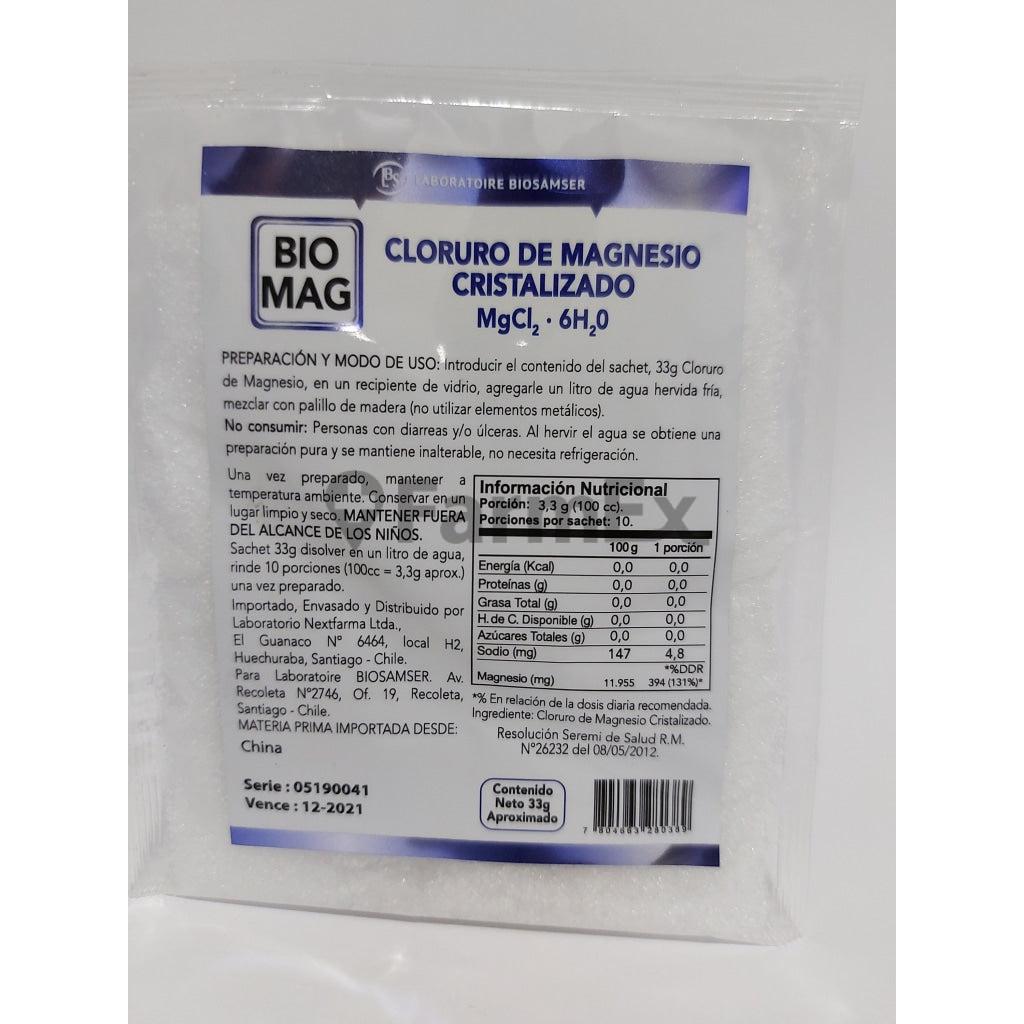 LBS LABORATOIRE BIOSAMSER
BIO
MAG
CLORURO DE MAGNESIO
CRISTALIZADO
MgCl₂ · 6H₂0
PREPARACIÓN Y MODO DE USO: Introducir el contenido del sachet, 33g Cloruro
de Magnesio, en un recipiente de vidrio, agregarle un litro de agua hervida fría,
mezclar con palillo de madera (no utilizar elementos metálicos).
No consumir: Personas con diarreas y/o úlceras. Al hervir el agua se obtiene una
preparación pura y se mantiene inalterable, no necesita refrigeración.
Una vez preparado, mantener a
temperatura ambiente. Conservar en un
lugar limpio y seco. MANTENER FUERA
DEL ALCANCE DE LOS NIÑOS.
Sachet 33g disolver en un litro de agua,
rinde 10 porciones (100cc = 3,3g aprox.)
una vez preparado.
Importado, Envasado y Distribuido por
Laboratorio Nextfarma Ltda.,
El Guanaco N° 6464, local H2,
Huechuraba, Santiago - Chile.
Para Laboratoire BIOSAMSER. Av.
Recoleta N°2746, Of. 19, Recoleta,
Santiago - Chile.
MATERIA PRIMA IMPORTADA DESDE:
China
Información Nutricional
Porción: 3,3 g (100 cc).
Porciones por sachet: 10.
100 g 1 porción
Energía (Kcal) 0,0 0,0
Proteínas (g) 0,0 0,0
Grasa Total (g) 0,0 0,0
H. de C. Disponible (g) 0,0 0,0
Azúcares Totales (g) 0,0 0,0
Sodio (mg) 147 4,8
*%DDR
Magnesio (mg) 11.955 394 (131%)*
*% En relación de la dosis diaria recomendada.
Ingrediente: Cloruro de Magnesio Cristalizado.
Resolución Seremi de Salud R.M.
N°26232 del 08/05/2012.
Serie : 05190041
Vence : 12-2021
Contenido
Neto 33g
Aproximado
7 804663 280389
FarmEx